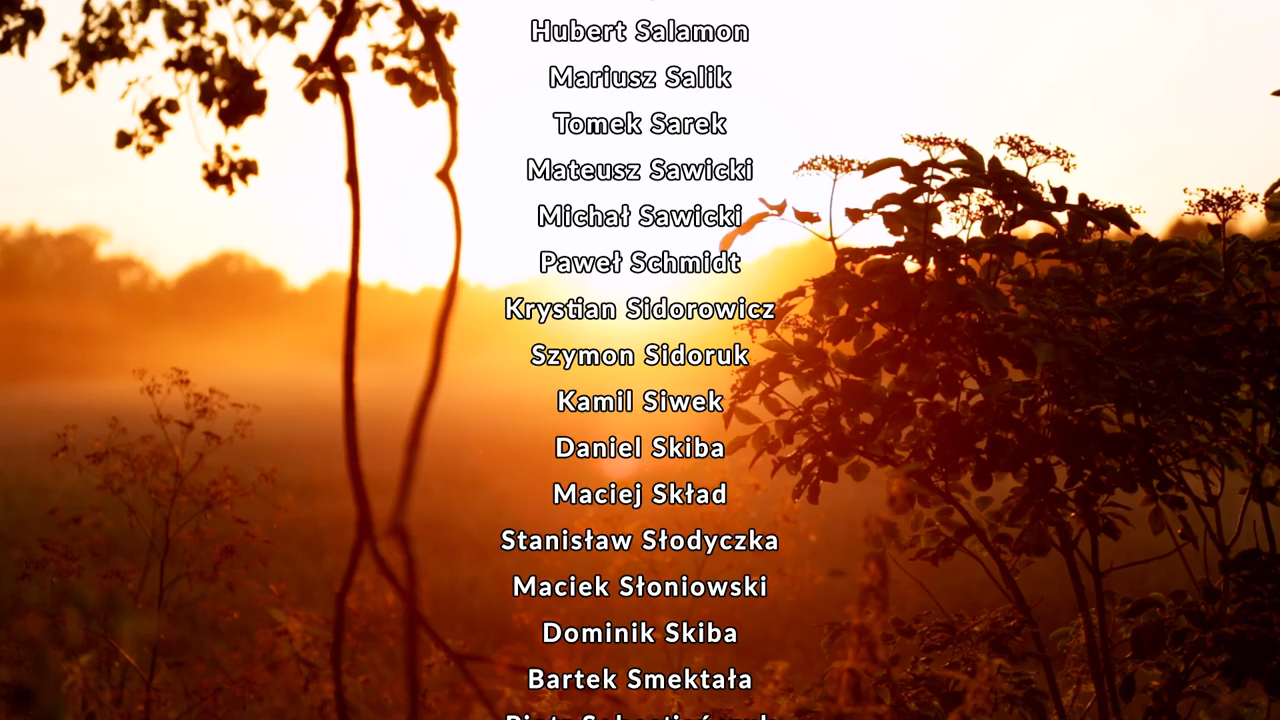 Hubert Salamon
Mariusz Salik
Tomek Sarek
Mateusz Sawicki
Michał Sawicki
Paweł Schmidt
Krystian Sidorowicz
Szymon Sidoruk
Kamil Siwek
Daniel Skiba
Maciej Skład
Stanisław Słodyczka
Maciek Słoniowski
Dominik Skiba
Bartek Smektała